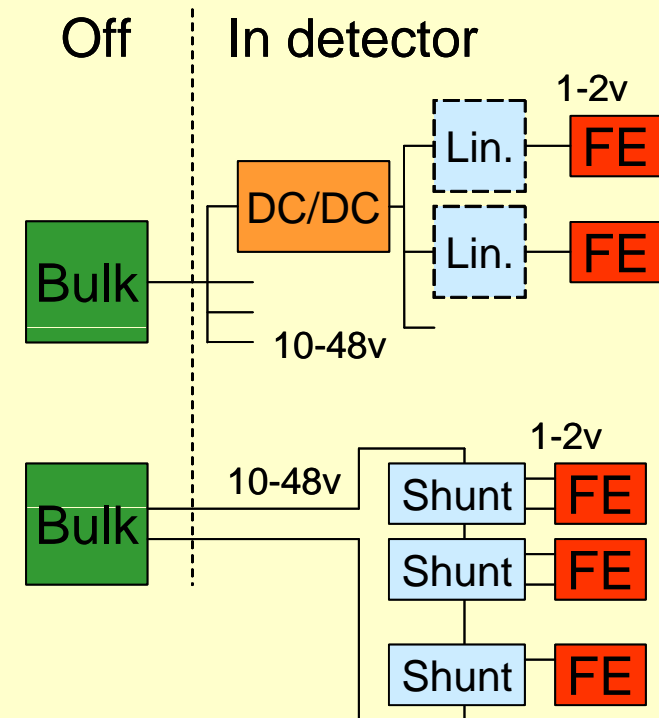 Off In detector
1-2v
Lin. FE
DC/DC
Lin. FE
Bulk
10-48v
1-2v
10-48v
Shunt FE
Bulk
Shunt FE
Shunt FE